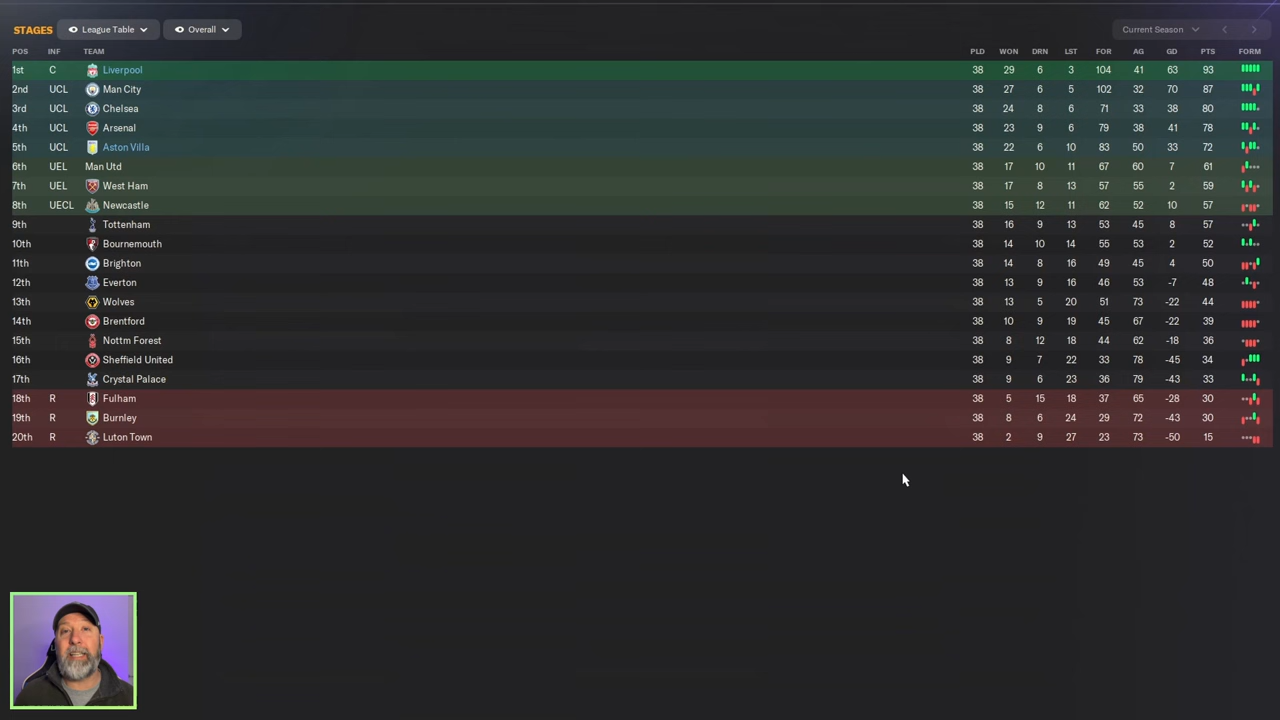 STAGES League Table Overall Current Season
POS INF TEAM PLD WON DRN LST FOR AG GD PTS FORM
1st C Liverpool 38 29 6 3 104 41 63 93
2nd UCL Man City 38 27 6 5 102 32 70 87
3rd UCL Chelsea 38 24 8 6 71 33 38 80
4th UCL Arsenal 38 23 9 6 79 38 41 78
5th UCL Aston Villa 38 22 6 10 83 50 33 72
6th UEL Man Utd 38 17 10 11 67 60 7 61
7th UEL West Ham 38 17 8 13 57 55 2 59
8th UECL Newcastle 38 15 12 11 62 52 10 57
9th Tottenham 38 16 9 13 53 45 8 57
10th Bournemouth 38 14 10 14 55 53 2 52
11th Brighton 38 14 8 16 49 45 4 50
12th Everton 38 13 9 16 46 53 -7 48
13th Wolves 38 13 5 20 51 73 -22 44
14th Brentford 38 10 9 19 45 67 -22 39
15th Nottm Forest 38 8 12 18 44 62 -18 36
16th Sheffield United 38 9 7 22 33 78 -45 34
17th Crystal Palace 38 9 6 23 36 79 -43 33
18th R Fulham 38 5 15 18 37 65 -28 30
19th R Burnley 38 8 6 24 29 72 -43 30
20th R Luton Town 38 2 9 27 23 73 -50 15